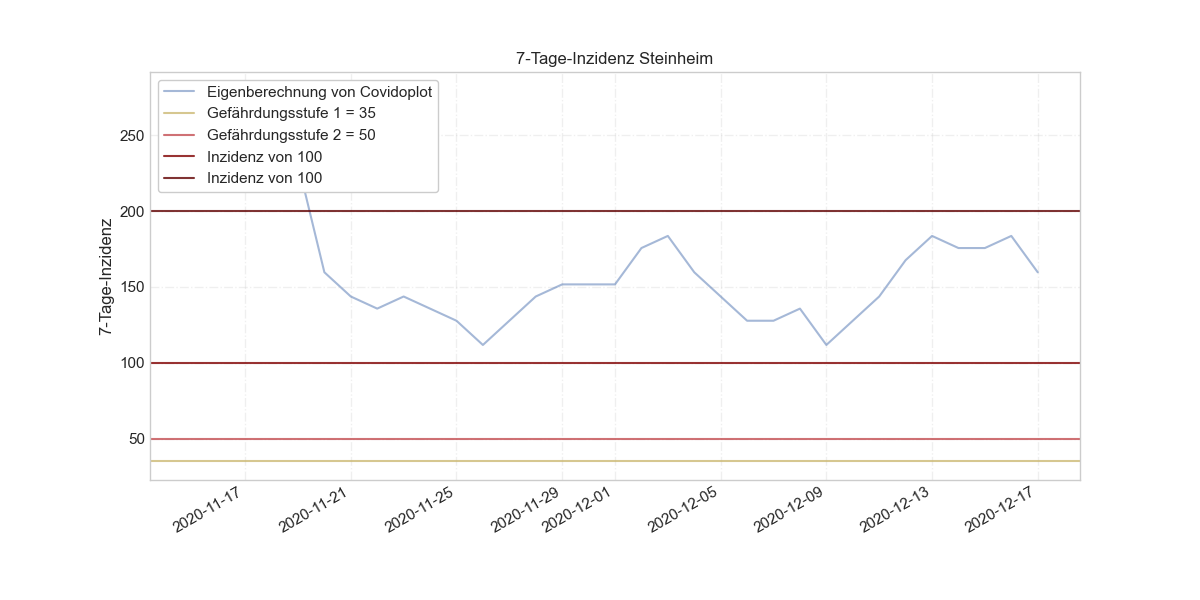 7-Tage-Inzidenz Steinheim
Eigenberechnung von Covidoplot
Gefährdungsstufe 1 = 35
Gefährdungsstufe 2 = 50
Inzidenz von 100
Inzidenz von 100
7-Tage-Inzidenz
250
200
150
100
50
2020-11-17
2020-11-21
2020-11-25
2020-11-29
2020-12-01
2020-12-05
2020-12-09
2020-12-13
2020-12-17